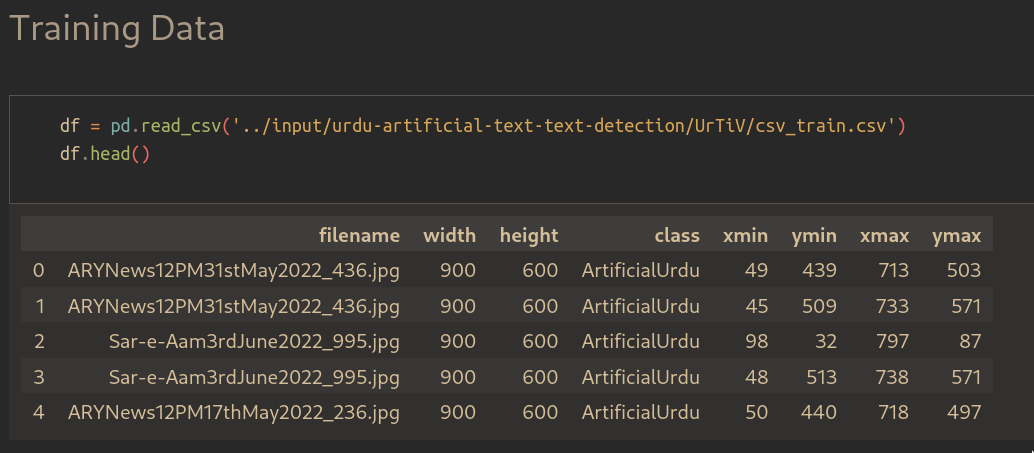 Training Data
df = pd.read_csv('../input/urdu-artificial-text-text-detection/UrTiV/csv_train.csv')
df.head()
filename width height class xmin ymin xmax ymax
0 ARYNews12PM31stMay2022_436.jpg 900 600 ArtificialUrdu 49 439 713 503
1 ARYNews12PM31stMay2022_436.jpg 900 600 ArtificialUrdu 45 509 733 571
2 Sar-e-Aam3rdJune2022_995.jpg 900 600 ArtificialUrdu 98 32 797 87
3 Sar-e-Aam3rdJune2022_995.jpg 900 600 ArtificialUrdu 48 513 738 571
4 ARYNews12PM17thMay2022_236.jpg 900 600 ArtificialUrdu 50 440 718 497